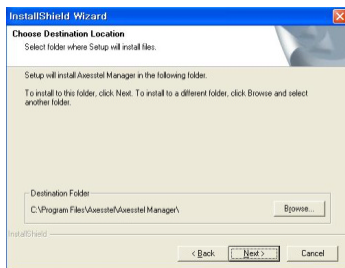 InstallShield Wizard
Choose Destination Location
Select folder where Setup will install files.
Setup will install Axesstel Manager in the following folder.
To install to this folder, click Next. To install to a different folder, click Browse and select
another folder.
Destination Folder
C:\Program Files\Axesstel\Axesstel Manager\
Browse...
InstallShield
< Back
Next >
Cancel